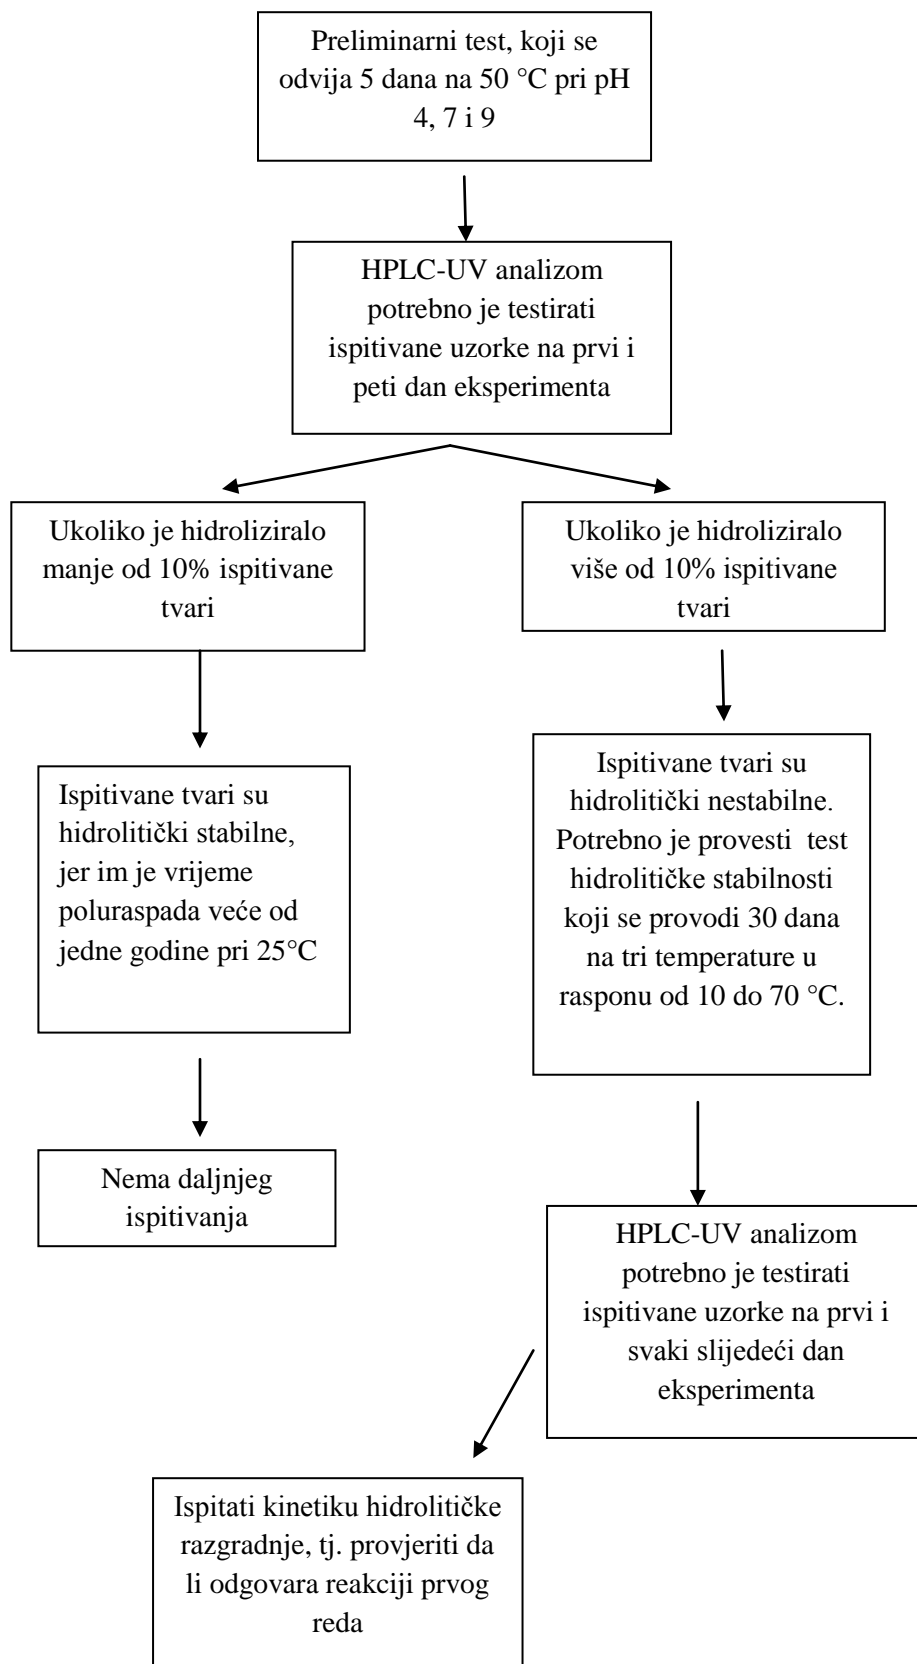 Preliminarni test, koji se
odvija 5 dana na 50 °C pri pH
4, 7 i 9
HPLC-UV analizom
potrebno je testirati
ispitivane uzorke na prvi i
peti dan eksperimenta
Ukoliko je hidroliziralo
manje od 10% ispitivane
tvari
Ukoliko je hidroliziralo
više od 10% ispitivane
tvari
Ispitivane tvari su
hidrolitički stabilne,
jer im je vrijeme
poluraspada veće od
jedne godine pri 25°C
Ispitivane tvari su
hidrolitički nestabilne.
Potrebno je provesti test
hidrolitičke stabilnosti
koji se provodi 30 dana
na tri temperature u
rasponu od 10 do 70 °C.
Nema daljnjeg
ispitivanja
HPLC-UV analizom
potrebno je testirati
ispitivane uzorke na prvi i
svaki slijedeći dan
eksperimenta
Ispitati kinetiku hidrolitičke
razgradnje, tj. provjeriti da
li odgovara reakciji prvog
reda